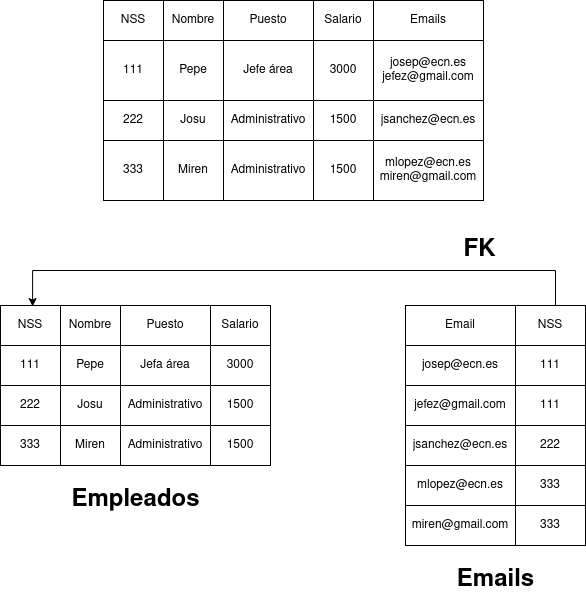 NSS Nombre Puesto Salario Emails
111 Pepe Jefe área 3000 josep@ecn.es
jefez@gmail.com
222 Josu Administrativo 1500 jsanchez@ecn.es
333 Miren Administrativo 1500 mlopez@ecn.es
miren@gmail.com
FK
NSS Nombre Puesto Salario
111 Pepe Jefa área 3000
222 Josu Administrativo 1500
333 Miren Administrativo 1500
Empleados
Email NSS
josep@ecn.es 111
jefez@gmail.com 111
jsanchez@ecn.es 222
mlopez@ecn.es 333
miren@gmail.com 333
Emails